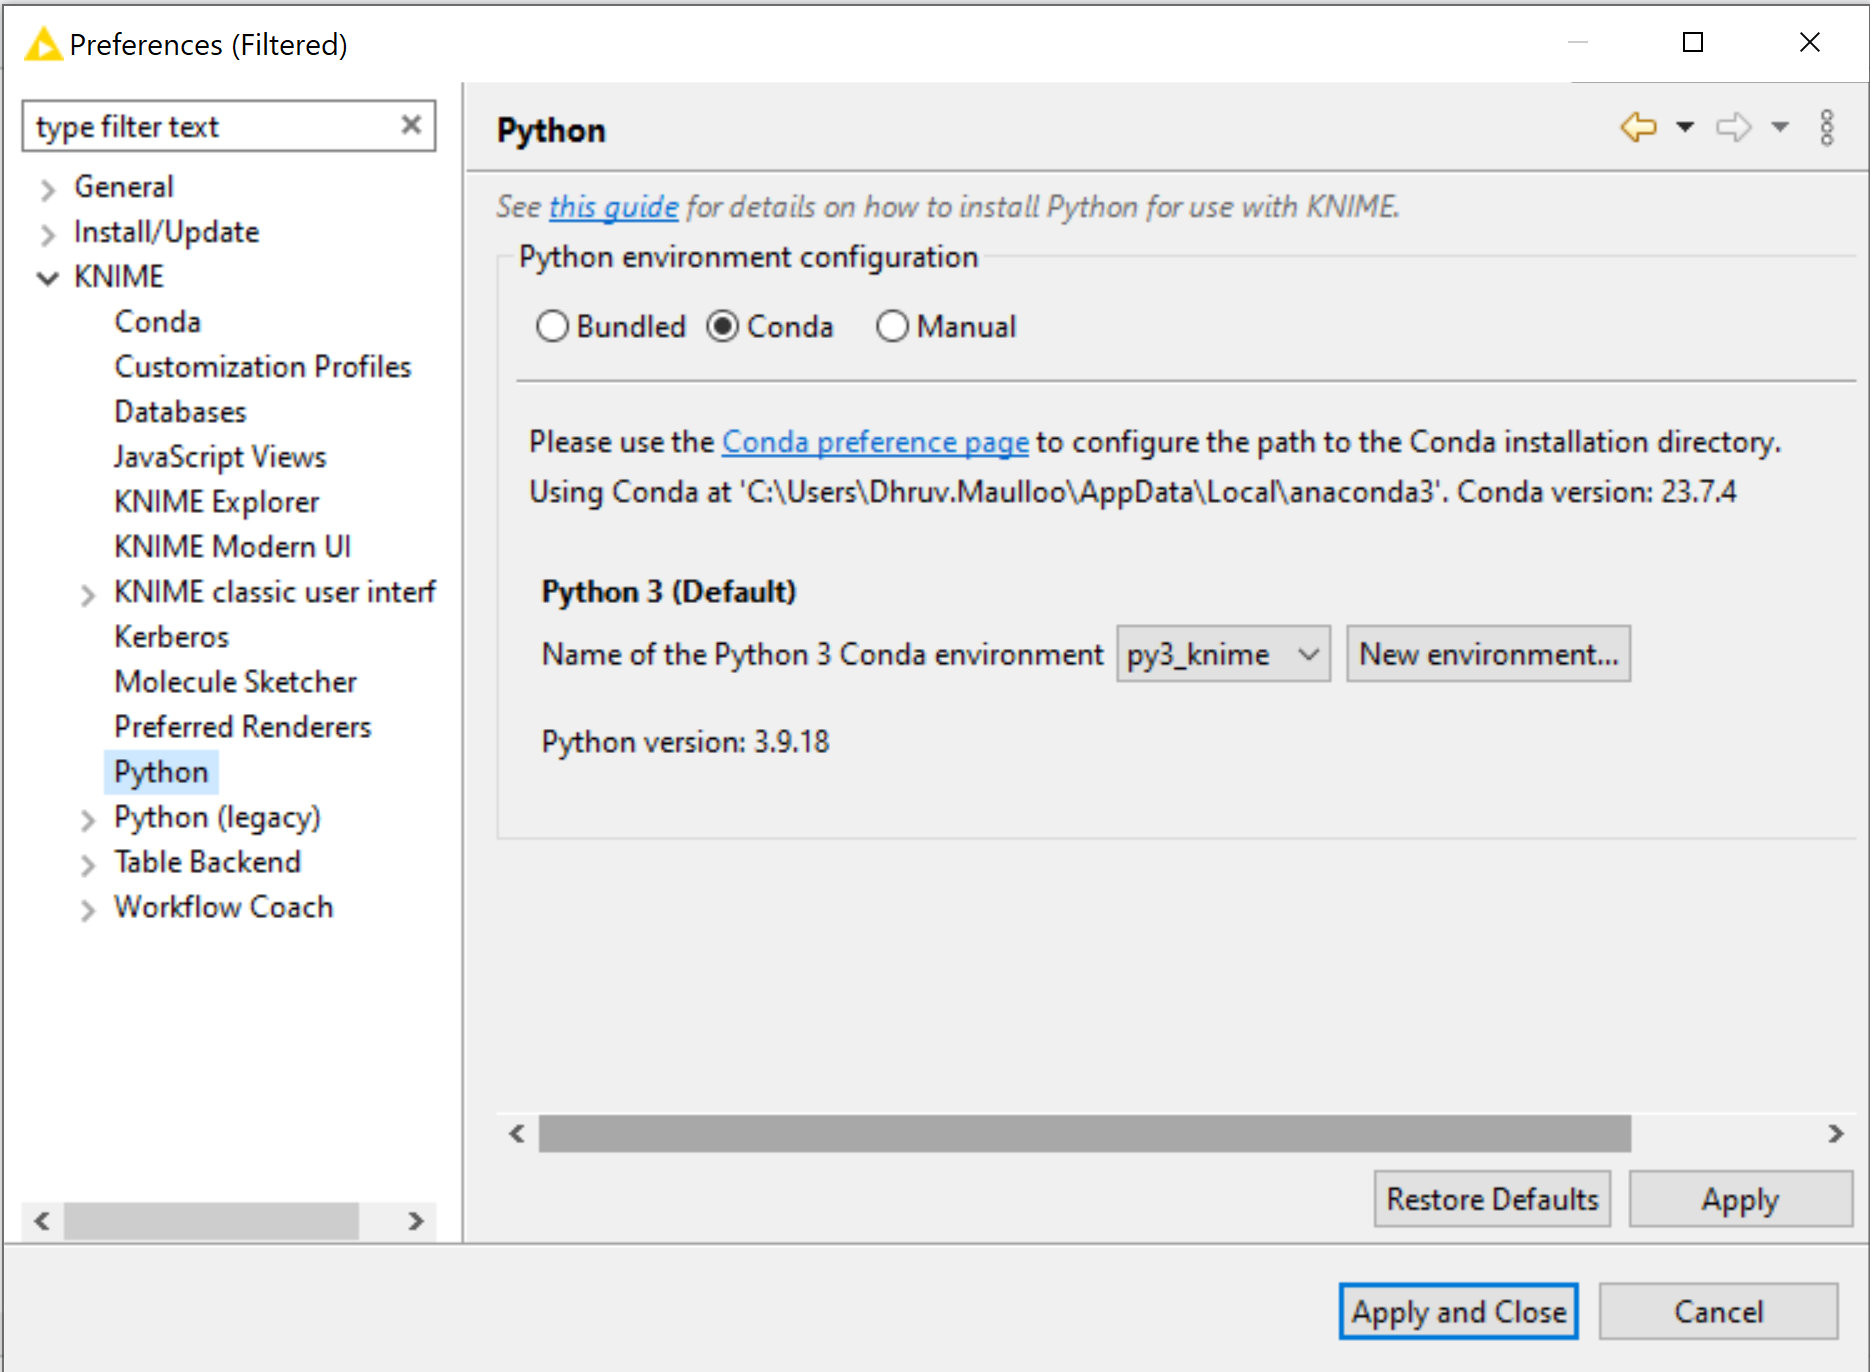 Preferences (Filtered)
type filter text
General
Install/Update
KNIME
Conda
Customization Profiles
Databases
JavaScript Views
KNIME Explorer
KNIME Modern UI
KNIME classic user interf
Kerberos
Molecule Sketcher
Preferred Renderers
Python
Python (legacy)
Table Backend
Workflow Coach
Python
See this guide for details on how to install Python for use with KNIME.
Python environment configuration
Bundled Conda Manual
Please use the Conda preference page to configure the path to the Conda installation directory.
Using Conda at 'C:\Users\Dhruv.Maulloo\AppData\Local\anaconda3'. Conda version: 23.7.4
Python 3 (Default)
Name of the Python 3 Conda environment py3_knime New environment...
Python version: 3.9.18
Restore Defaults Apply
Apply and Close Cancel